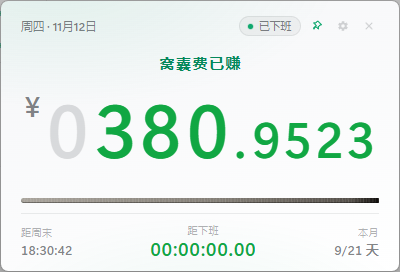 周四 · 11月12日
已下班
窝囊费已赚
¥0380.9523
距周末
18:30:42
距下班
00:00:00.00
本月
9/21 天